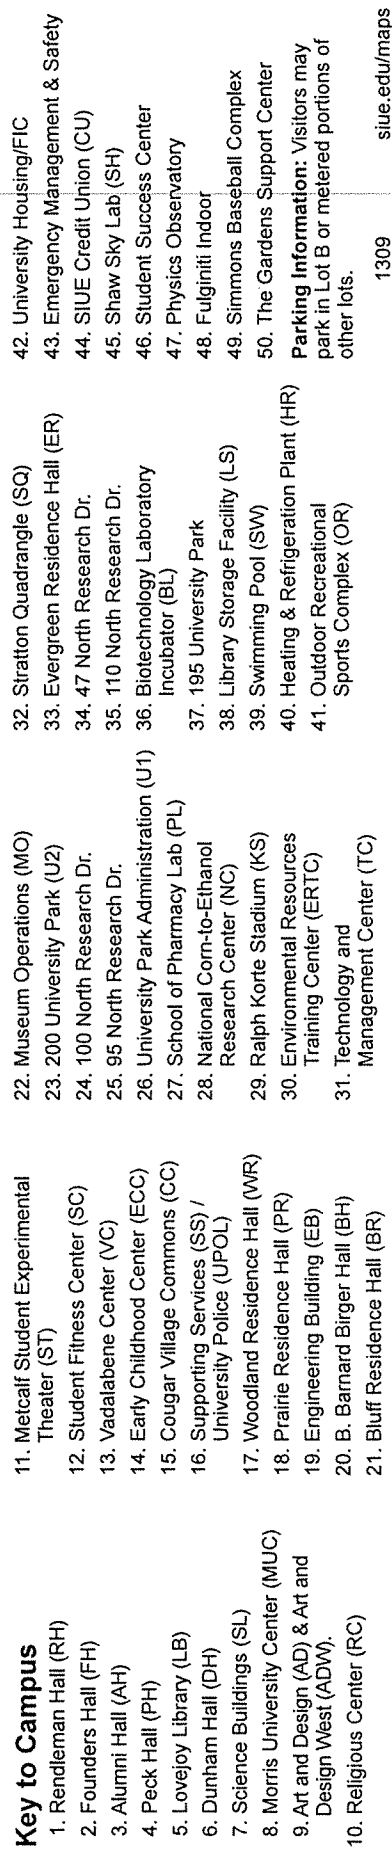 Key to Campus
1. Rendleman Hall (RH)
2. Founders Hall (FH)
3. Alumni Hall (AH)
4. Peck Hall (PH)
5. Lovejoy Library (LB)
6. Dunham Hall (DH)
7. Science Buildings (SL)
8. Morris University Center (MUC)
9. Art and Design (AD) & Art and
Design West (ADW).
10. Religious Center (RC)
11. Metcalf Student Experimental
Theater (ST)
12. Student Fitness Center (SC)
13. Vadalabene Center (VC)
14. Early Childhood Center (ECC)
15. Cougar Village Commons (CC)
16. Supporting Services (SS) /
University Police (UPOL)
17. Woodland Residence Hall (WR)
18. Prairie Residence Hall (PR)
19. Engineering Building (EB)
20. B. Barnard Birger Hall (BH)
21. Bluff Residence Hall (BR)
22. Museum Operations (MO)
23. 200 University Park (U2)
24. 100 North Research Dr.
25. 95 North Research Dr.
26. University Park Administration (U1)
27. School of Pharmacy Lab (PL)
28. National Corn-to-Ethanol
Research Center (NC)
29. Ralph Korte Stadium (KS)
30. Environmental Resources
Training Center (ERTC)
31. Technology and
Management Center (TC)
32. Stratton Quadrangle (SQ)
33. Evergreen Residence Hall (ER)
34. 47 North Research Dr.
35. 110 North Research Dr.
36. Biotechnology Laboratory
Incubator (BL)
37. 195 University Park
38. Library Storage Facility (LS)
39. Swimming Pool (SW)
40. Heating & Refrigeration Plant (HR)
41. Outdoor Recreational
Sports Complex (OR)
42. University Housing/FIC
43. Emergency Management & Safety
44. SIUE Credit Union (CU)
45. Shaw Sky Lab (SH)
46. Student Success Center
47. Physics Observatory
48. Fulginiti Indoor
49. Simmons Baseball Complex
50. The Gardens Support Center
Parking Information: Visitors may
park in Lot B or metered portions of
other lots.
1309 siue.edu/maps